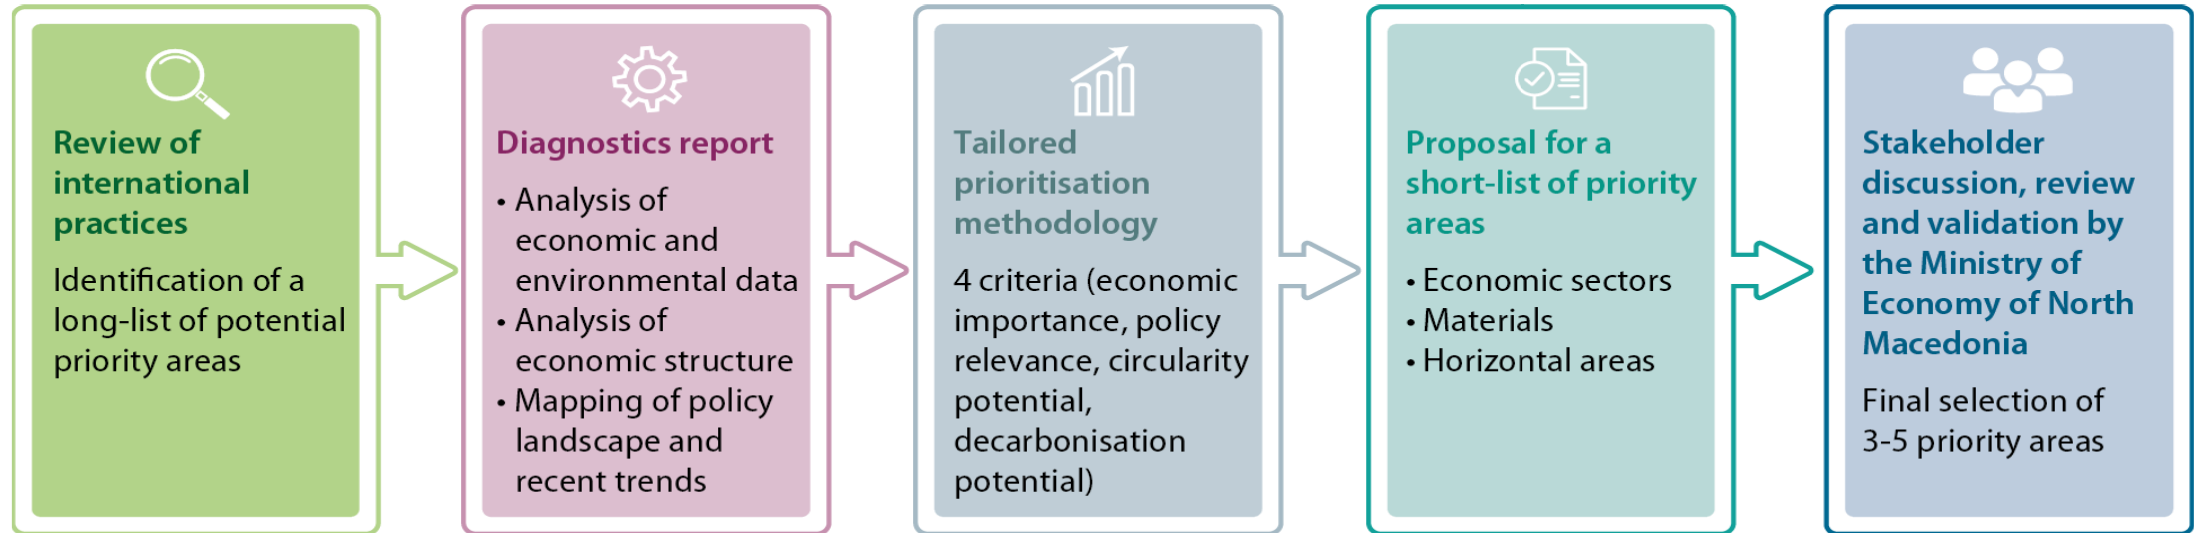 Review of
international
practices
Identification of a
long-list of potential
priority areas
Diagnostics report
• Analysis of
economic and
environmental data
• Analysis of
economic structure
• Mapping of policy
landscape and
recent trends
Tailored
prioritisation
methodology
4 criteria (economic
importance, policy
relevance, circularity
potential,
decarbonisation
potential)
Proposal for a
short-list of priority
areas
• Economic sectors
• Materials
• Horizontal areas
Stakeholder
discussion, review
and validation by
the Ministry of
Economy of North
Macedonia
Final selection of
3-5 priority areas